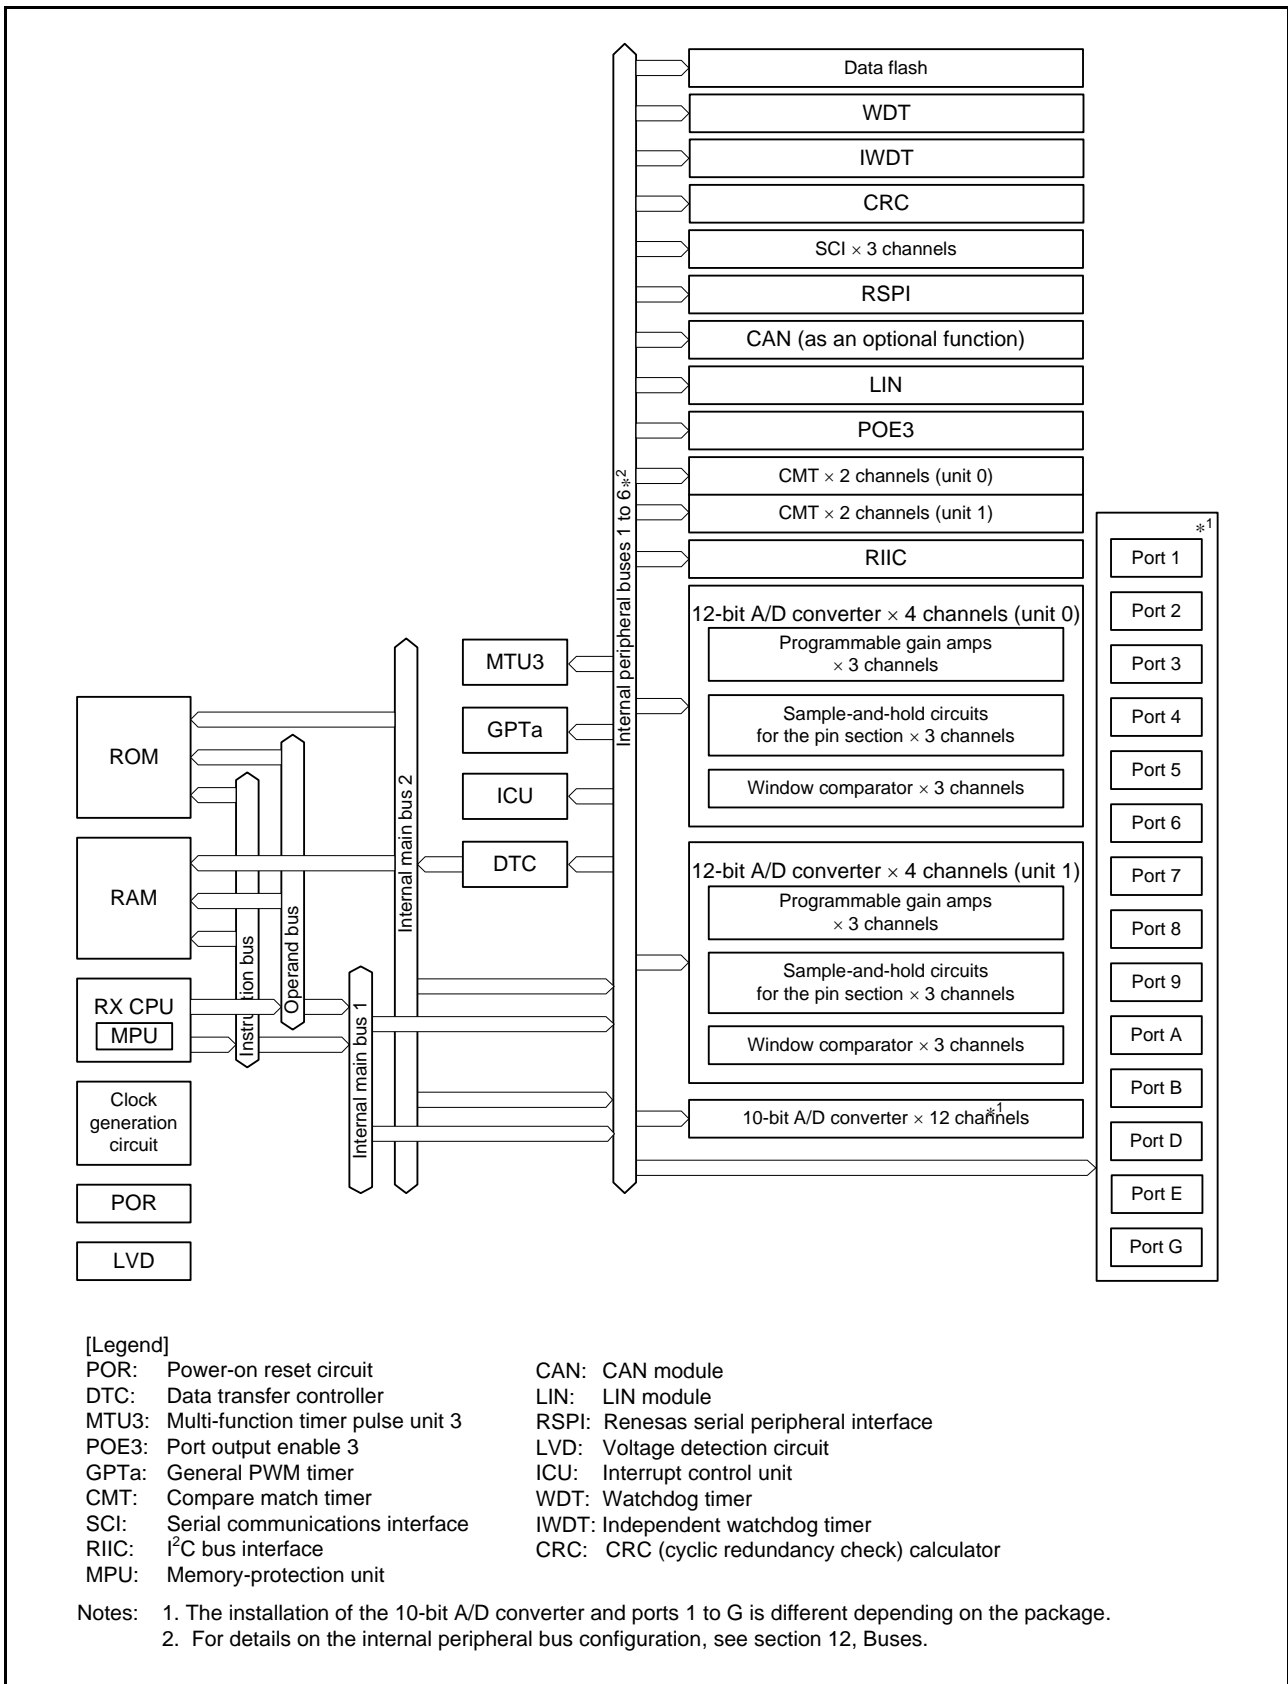 Data flash
WDT
IWDT
CRC
SCI × 3 channels
RSPI
CAN (as an optional function)
LIN
POE3
CMT × 2 channels (unit 0)
CMT × 2 channels (unit 1)
RIIC
12-bit A/D converter × 4 channels (unit 0)
Programmable gain amps
× 3 channels
Sample-and-hold circuits
for the pin section × 3 channels
Window comparator × 3 channels
12-bit A/D converter × 4 channels (unit 1)
Programmable gain amps
× 3 channels
Sample-and-hold circuits
for the pin section × 3 channels
Window comparator × 3 channels
10-bit A/D converter × 12 channels
*1
*1
Port 1
Port 2
Port 3
Port 4
Port 5
Port 6
Port 7
Port 8
Port 9
Port A
Port B
Port D
Port E
Port G
Internal peripheral buses 1 to 6*2
MTU3
GPTa
ICU
DTC
Internal main bus 2
Internal main bus 1
Operand bus
Instruction bus
ROM
RAM
RX CPU
MPU
Clock
generation
circuit
POR
LVD
[Legend]
POR: Power-on reset circuit
DTC: Data transfer controller
MTU3: Multi-function timer pulse unit 3
POE3: Port output enable 3
GPTa: General PWM timer
CMT: Compare match timer
SCI: Serial communications interface
RIIC: I2C bus interface
MPU: Memory-protection unit
CAN: CAN module
LIN: LIN module
RSPI: Renesas serial peripheral interface
LVD: Voltage detection circuit
ICU: Interrupt control unit
WDT: Watchdog timer
IWDT: Independent watchdog timer
CRC: CRC (cyclic redundancy check) calculator
Notes: 1. The installation of the 10-bit A/D converter and ports 1 to G is different depending on the package.
2. For details on the internal peripheral bus configuration, see section 12, Buses.